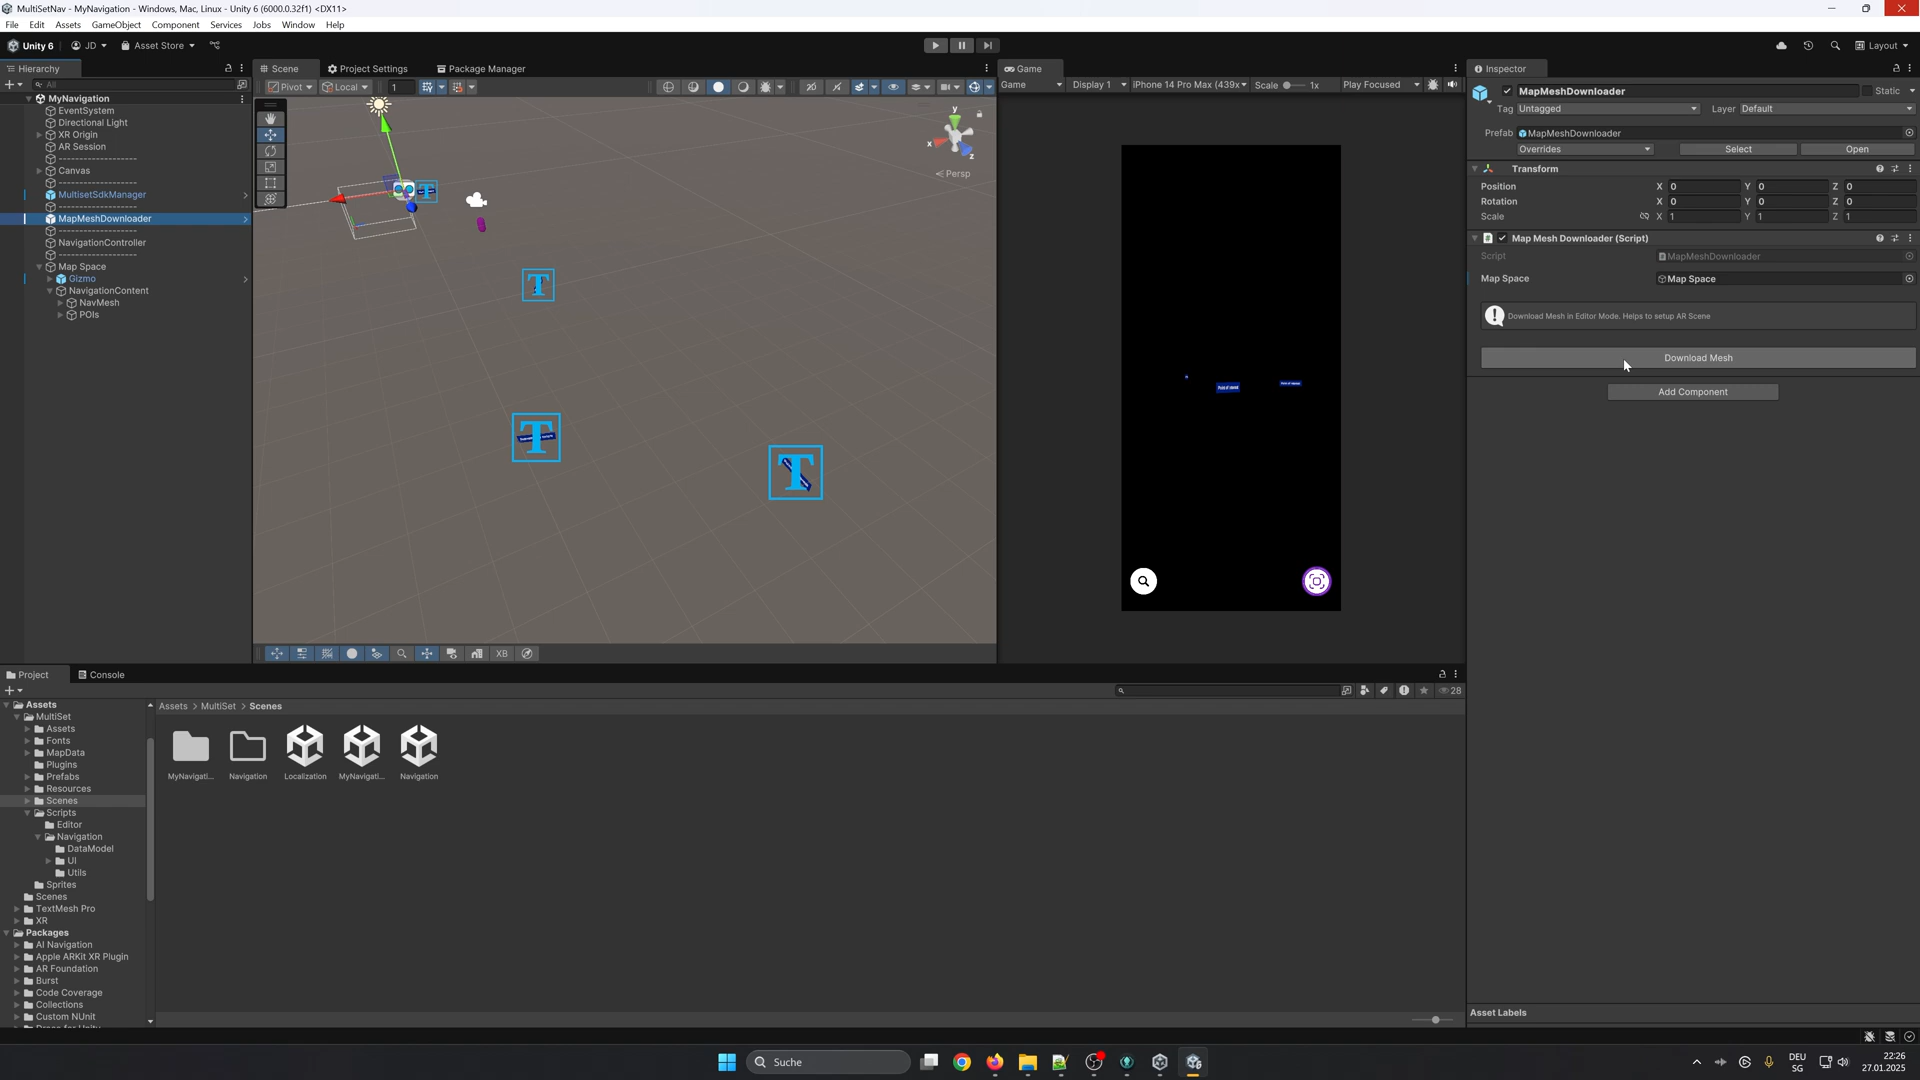 MultiSetNav - MyNavigation - Windows, Mac, Linux - Unity 6 (6000.0.32f1) <DX11>
File Edit Assets GameObject Component Services Jobs Window Help
Unity 6 JD Asset Store Layout
Hierarchy
All
MyNavigation
EventSystem
Directional Light
XR Origin
AR Session
--------------------
Canvas
--------------------
MultisetSdkManager
--------------------
MapMeshDownloader
--------------------
NavigationController
--------------------
Map Space
Gizmo
NavigationContent
NavMesh
POIs
Scene Project Settings Package Manager
Pivot Local 1
y
x
z
Persp
T
T
T
T
XB
Game
Game Display 1 iPhone 14 Pro Max (439x Scale 1x Play Focused
Inspector
MapMeshDownloader Static
Tag Untagged Layer Default
Prefab MapMeshDownloader
Overrides Select Open
Transform
Position X 0 Y 0 Z 0
Rotation X 0 Y 0 Z 0
Scale X 1 Y 1 Z 1
Map Mesh Downloader (Script)
Script MapMeshDownloader
Map Space Map Space
Download Mesh in Editor Mode. Helps to setup AR Scene
Download Mesh
Add Component
Asset Labels
Project Console
28
Assets
MultiSet
Assets
Fonts
MapData
Plugins
Prefabs
Resources
Scenes
Scripts
Editor
Navigation
DataModel
UI
Utils
Sprites
Scenes
TextMesh Pro
XR
Packages
AI Navigation
Apple ARKit XR Plugin
AR Foundation
Burst
Code Coverage
Collections
Custom NUnit
Assets > MultiSet > Scenes
MyNavigati... Navigation Localization MyNavigati... Navigation
Suche
DEU
SG
22:26
27.01.2025